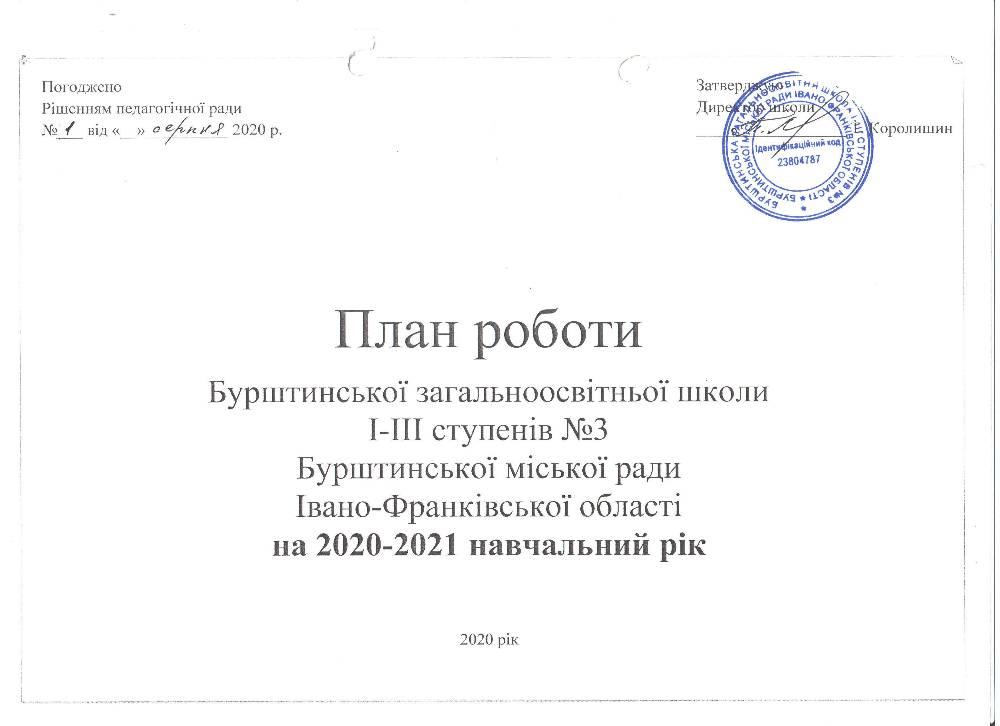 Погоджено
Рішенням педагогічної ради
№ 1 від «__» серпня 2020 р.
Затверджую
Директор школи
Т. Королишин
БУРШТИНСЬКА ЗАГАЛЬНООСВІТНЯ ШКОЛА І-ІІІ СТУПЕНІВ №3
БУРШТИНСЬКОЇ МІСЬКОЇ РАДИ ІВАНО-ФРАНКІВСЬКОЇ ОБЛАСТІ
Ідентифікаційний код
23804787
План роботи
Бурштинської загальноосвітньої школи
І-ІІІ ступенів №3
Бурштинської міської ради
Івано-Франківської області
на 2020-2021 навчальний рік
2020 рік